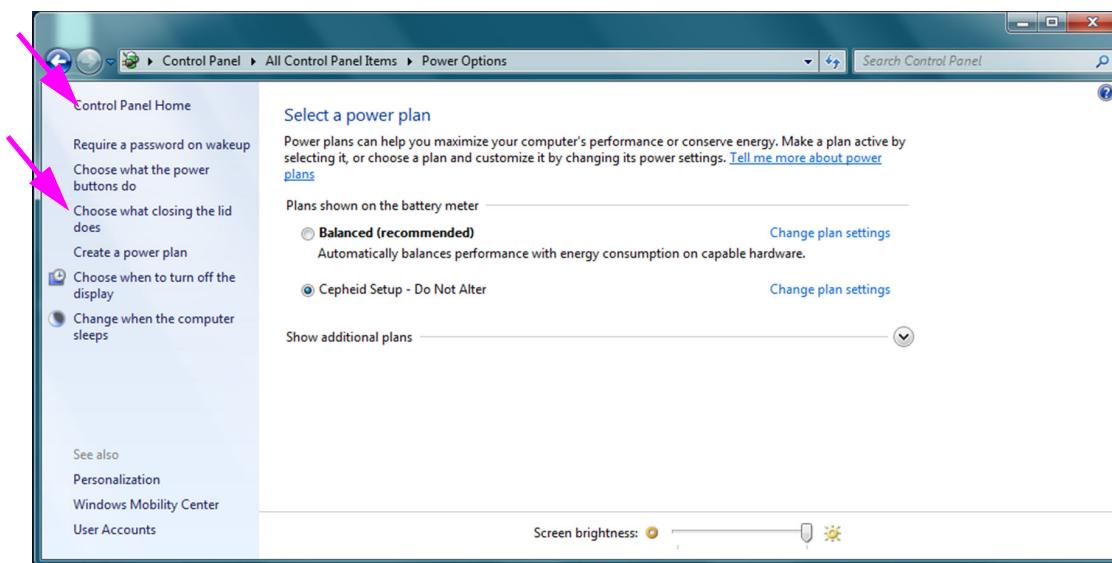 Control Panel ▸ All Control Panel Items ▸ Power Options
Search Control Panel
Control Panel Home
Require a password on wakeup
Choose what the power
buttons do
Choose what closing the lid
does
Create a power plan
Choose when to turn off the
display
Change when the computer
sleeps
See also
Personalization
Windows Mobility Center
User Accounts
Select a power plan
Power plans can help you maximize your computer's performance or conserve energy. Make a plan active by
selecting it, or choose a plan and customize it by changing its power settings. Tell me more about power
plans
Plans shown on the battery meter
Balanced (recommended) Change plan settings
Automatically balances performance with energy consumption on capable hardware.
Cepheid Setup - Do Not Alter Change plan settings
Show additional plans
Screen brightness: